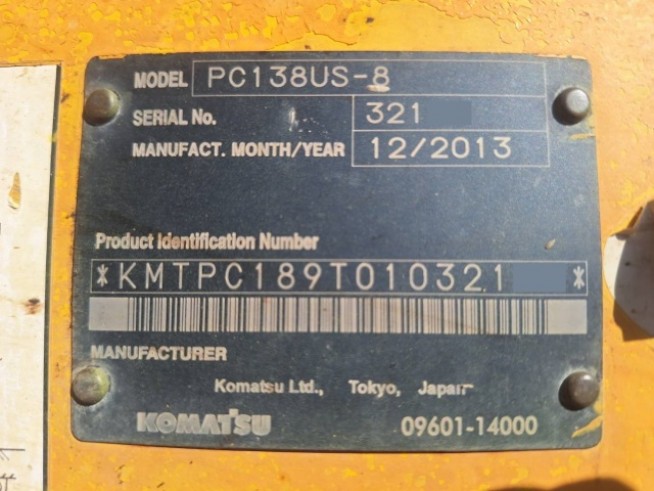 MODEL PC138US-8
SERIAL No. 321
MANUFACT. MONTH/YEAR 12/2013
Product Identification Number
*KMTPC189T010321 *
MANUFACTURER
Komatsu Ltd., Tokyo, Japan
KOMATSU 09601-14000